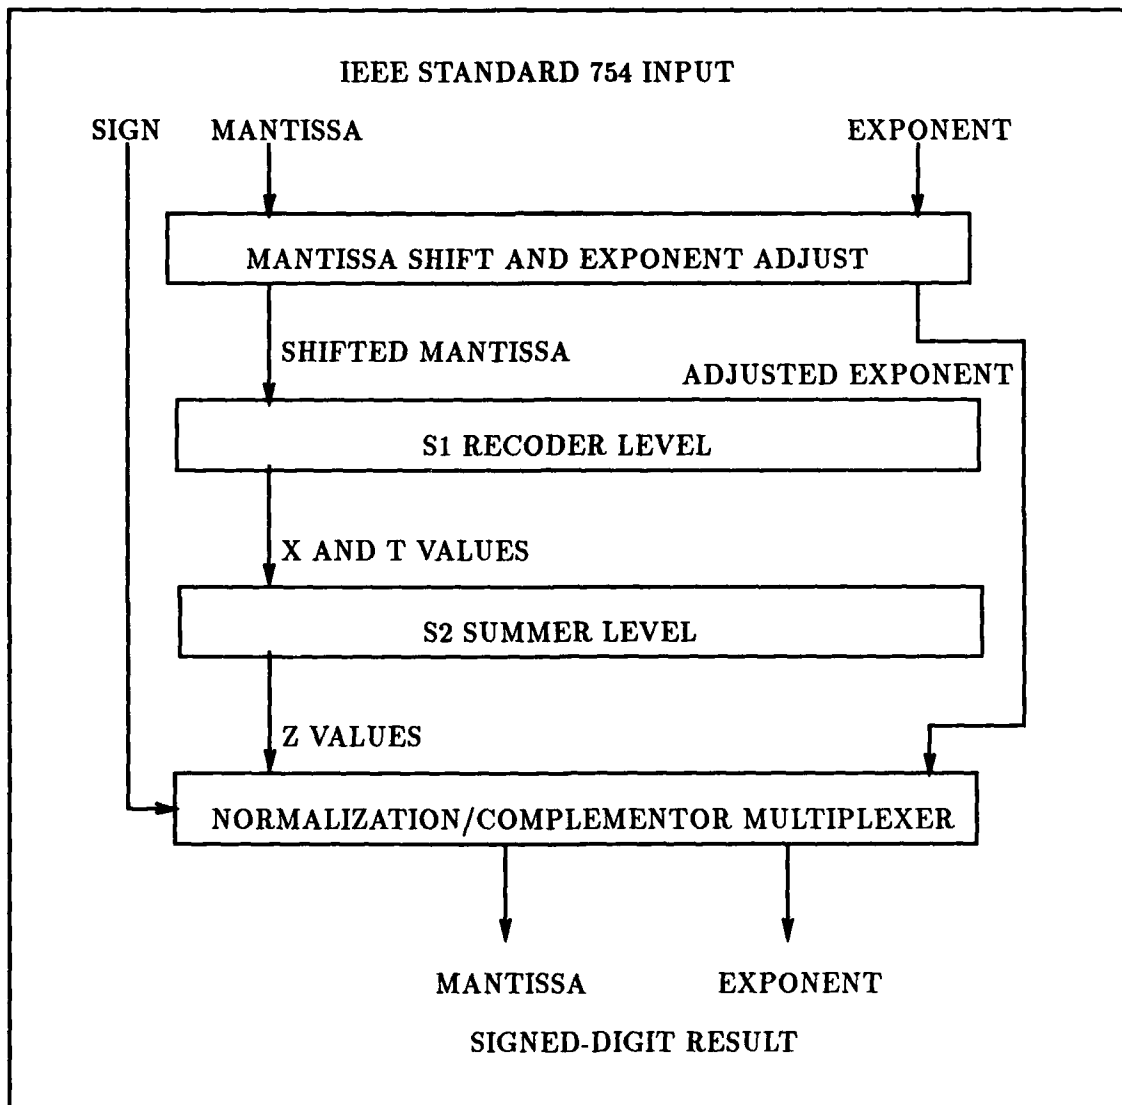 IEEE STANDARD 754 INPUT
SIGN MANTISSA EXPONENT
MANTISSA SHIFT AND EXPONENT ADJUST
SHIFTED MANTISSA
ADJUSTED EXPONENT
S1 RECODER LEVEL
X AND T VALUES
S2 SUMMER LEVEL
Z VALUES
NORMALIZATION/COMPLEMENTOR MULTIPLEXER
MANTISSA EXPONENT
SIGNED-DIGIT RESULT